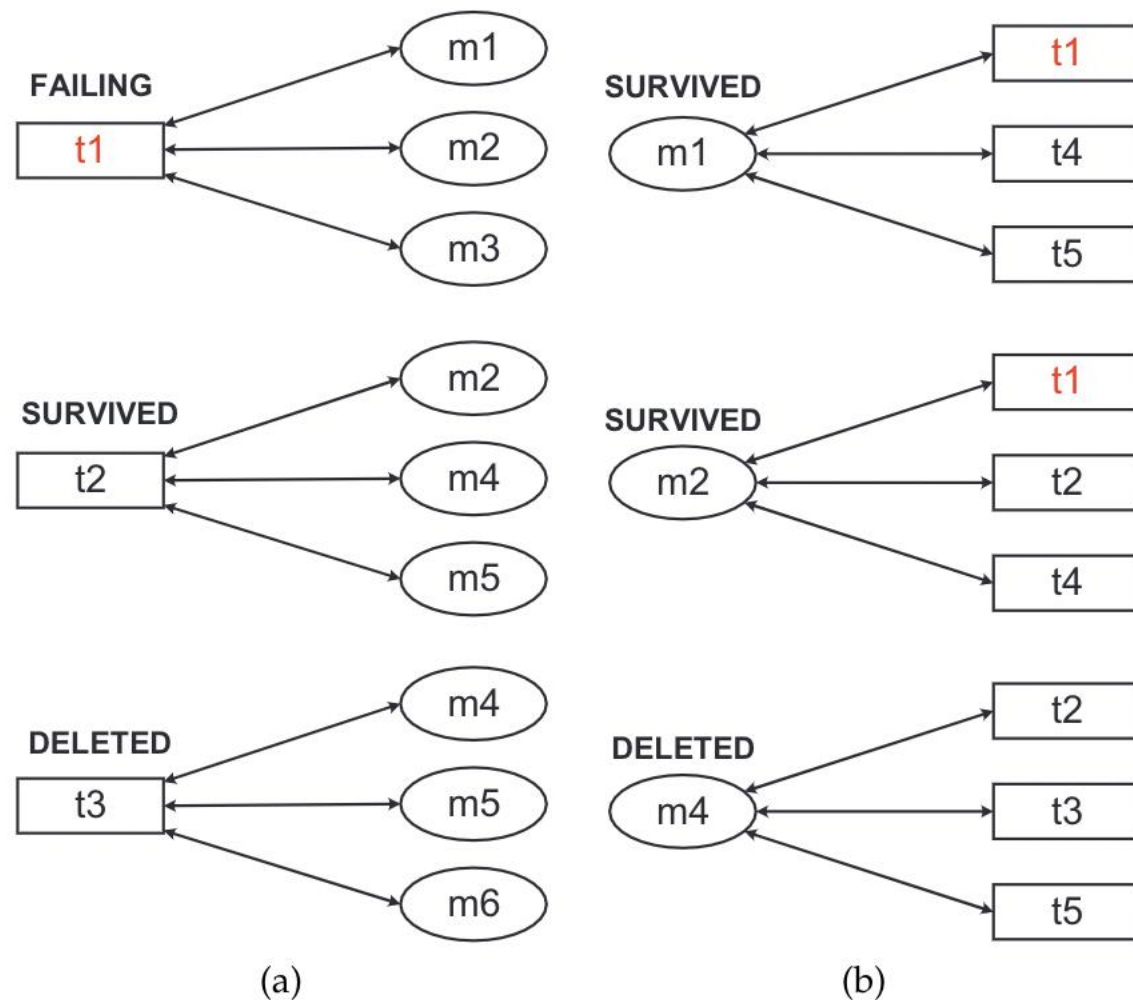 FAILING
t1
m1
m2
m3
SURVIVED
t2
m2
m4
m5
DELETED
t3
m4
m5
m6
(a)
SURVIVED
m1
t1
t4
t5
SURVIVED
m2
t1
t2
t4
DELETED
m4
t2
t3
t5
(b)